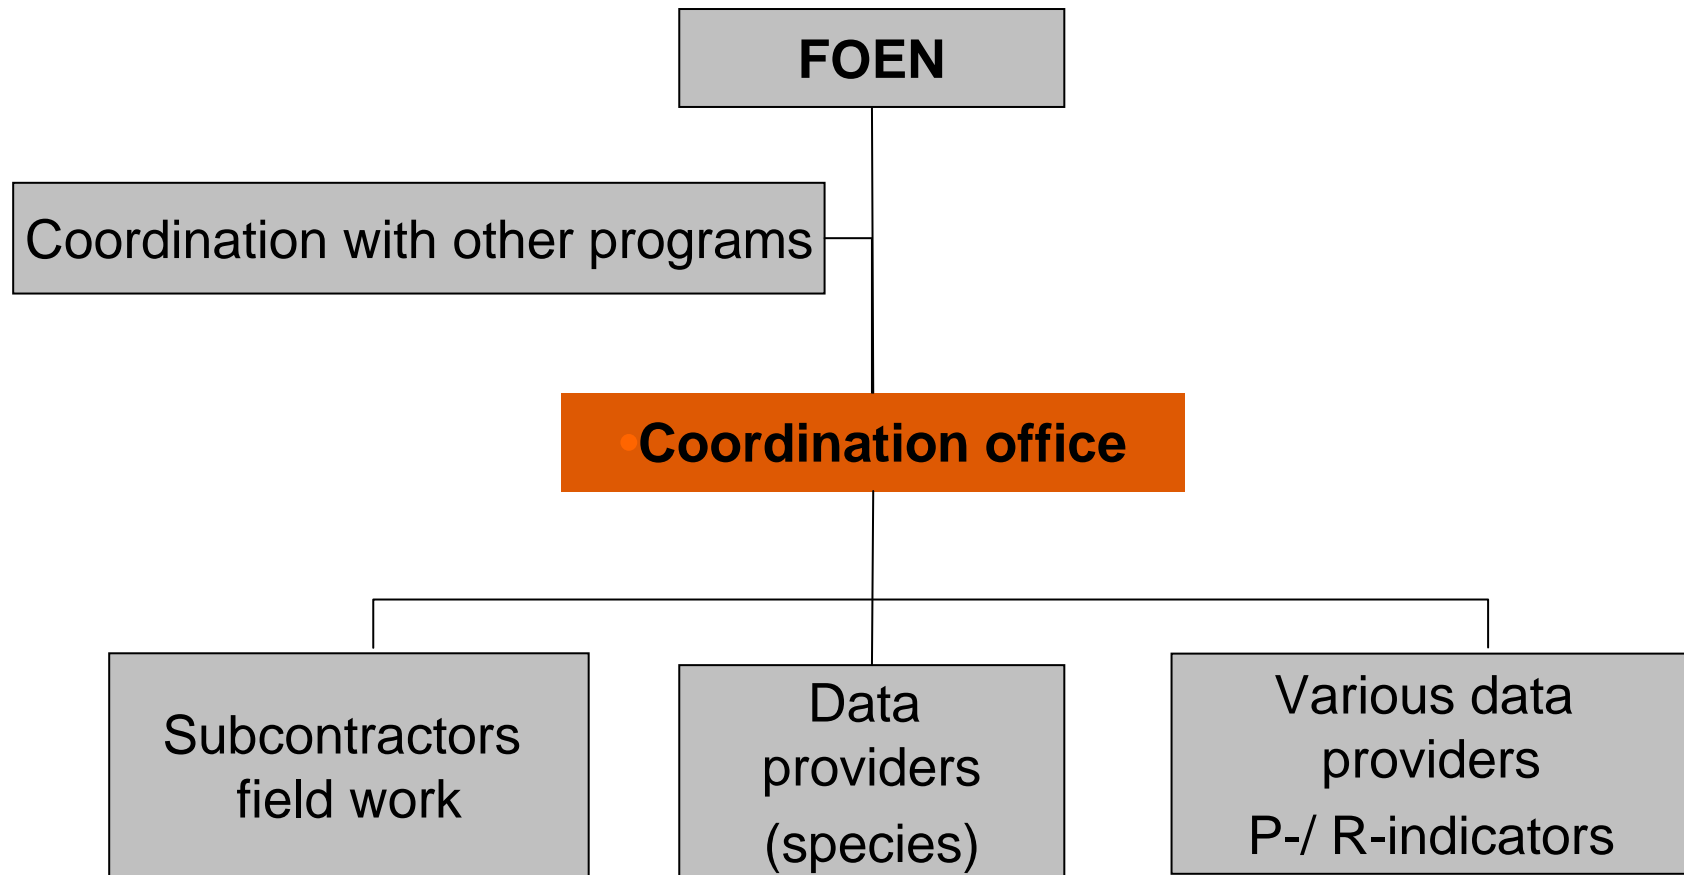 FOEN
Coordination with other programs
•Coordination office
Subcontractors
field work
Data
providers
(species)
Various data
providers
P-/ R-indicators